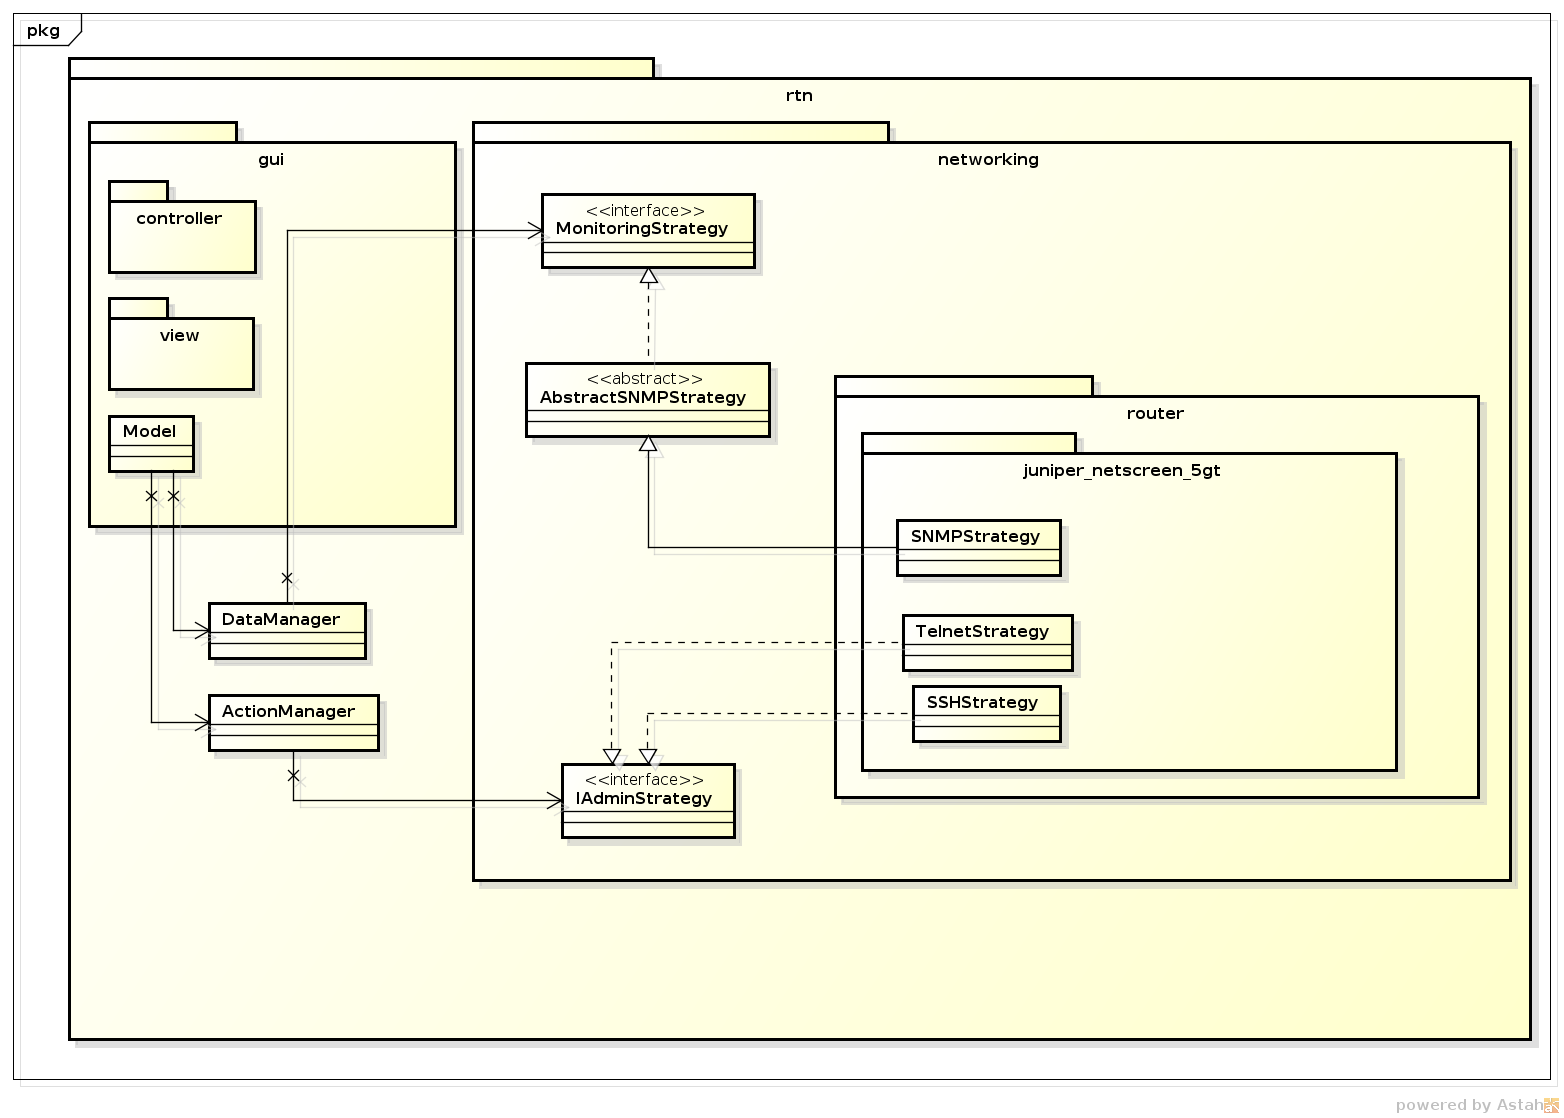 pkg
rtn
gui
networking
controller
<<interface>>
MonitoringStrategy
view
<<abstract>>
AbstractSNMPStrategy
router
Model
juniper_netscreen_5gt
SNMPStrategy
DataManager
TelnetStrategy
ActionManager
SSHStrategy
<<interface>>
IAdminStrategy
powered by Astah